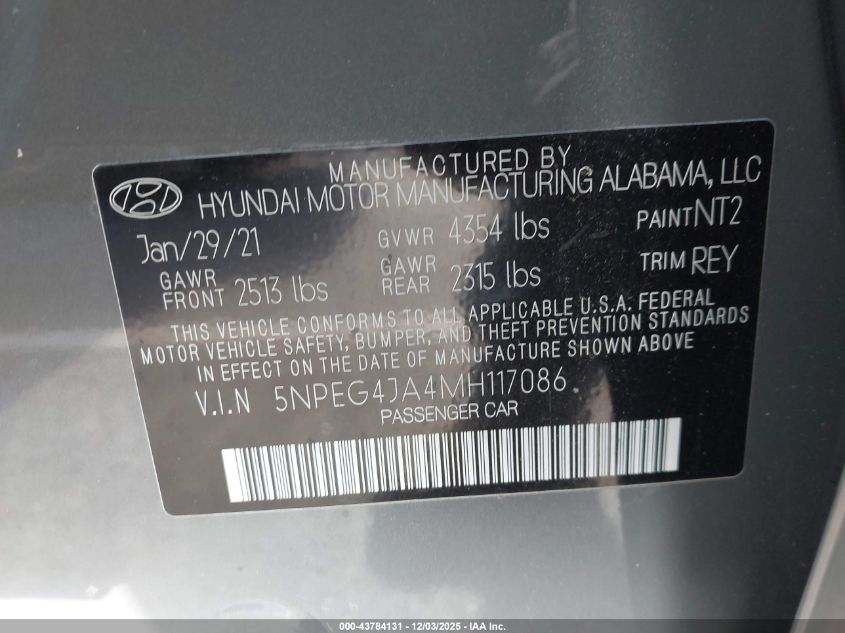 MANUFACTURED BY
HYUNDAI MOTOR MANUFACTURING ALABAMA, LLC
Jan/29/21 GVWR 4354 lbs PAINT NT2
GAWR FRONT 2513 lbs GAWR REAR 2315 lbs TRIM REY
THIS VEHICLE CONFORMS TO ALL APPLICABLE U.S.A. FEDERAL
MOTOR VEHICLE SAFETY, BUMPER, AND THEFT PREVENTION STANDARDS
IN EFFECT ON THE DATE OF MANUFACTURE SHOWN ABOVE
V.I.N 5NPEG4JA4MH117086
PASSENGER CAR
000-43784131 - 12/03/2025 - IAA Inc.